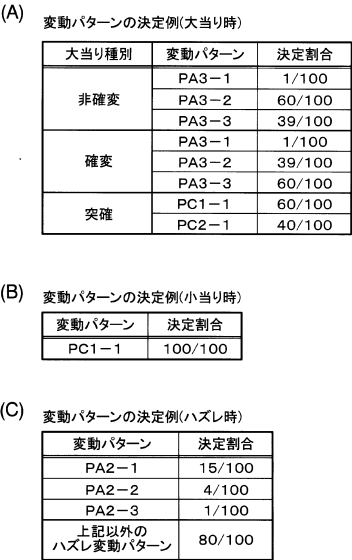 (A) 変動パターンの決定例(大当り時)
大当り種別 変動パターン 決定割合
非確変 PA3-1 1/100
PA3-2 60/100
PA3-3 39/100
確変 PA3-1 1/100
PA3-2 39/100
PA3-3 60/100
突確 PC1-1 60/100
PC2-1 40/100
(B) 変動パターンの決定例(小当り時)
変動パターン 決定割合
PC1-1 100/100
(C) 変動パターンの決定例(ハズレ時)
変動パターン 決定割合
PA2-1 15/100
PA2-2 4/100
PA2-3 1/100
上記以外の
ハズレ変動パターン 80/100